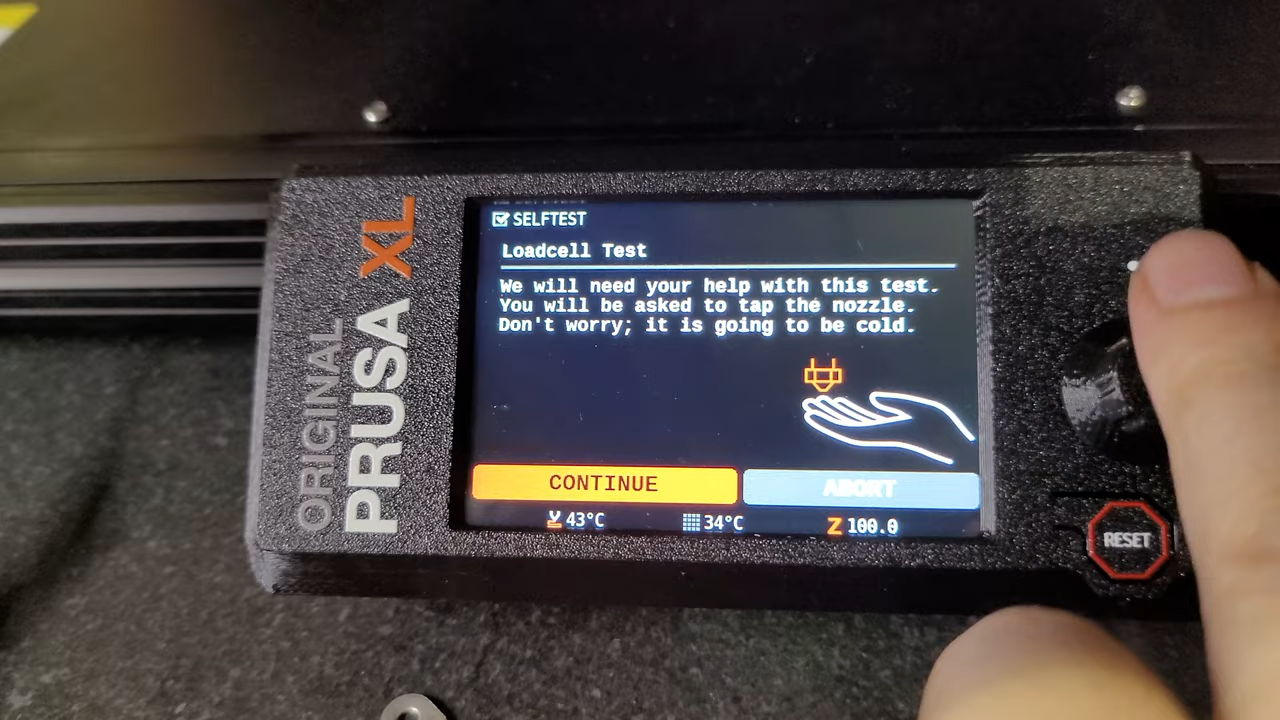 ORIGINAL
PRUSA XL
SELFTEST
Loadcell Test
We will need your help with this test.
You will be asked to tap the nozzle.
Don't worry; it is going to be cold.
CONTINUE
ABORT
43°C
34°C
Z 100.0
RESET